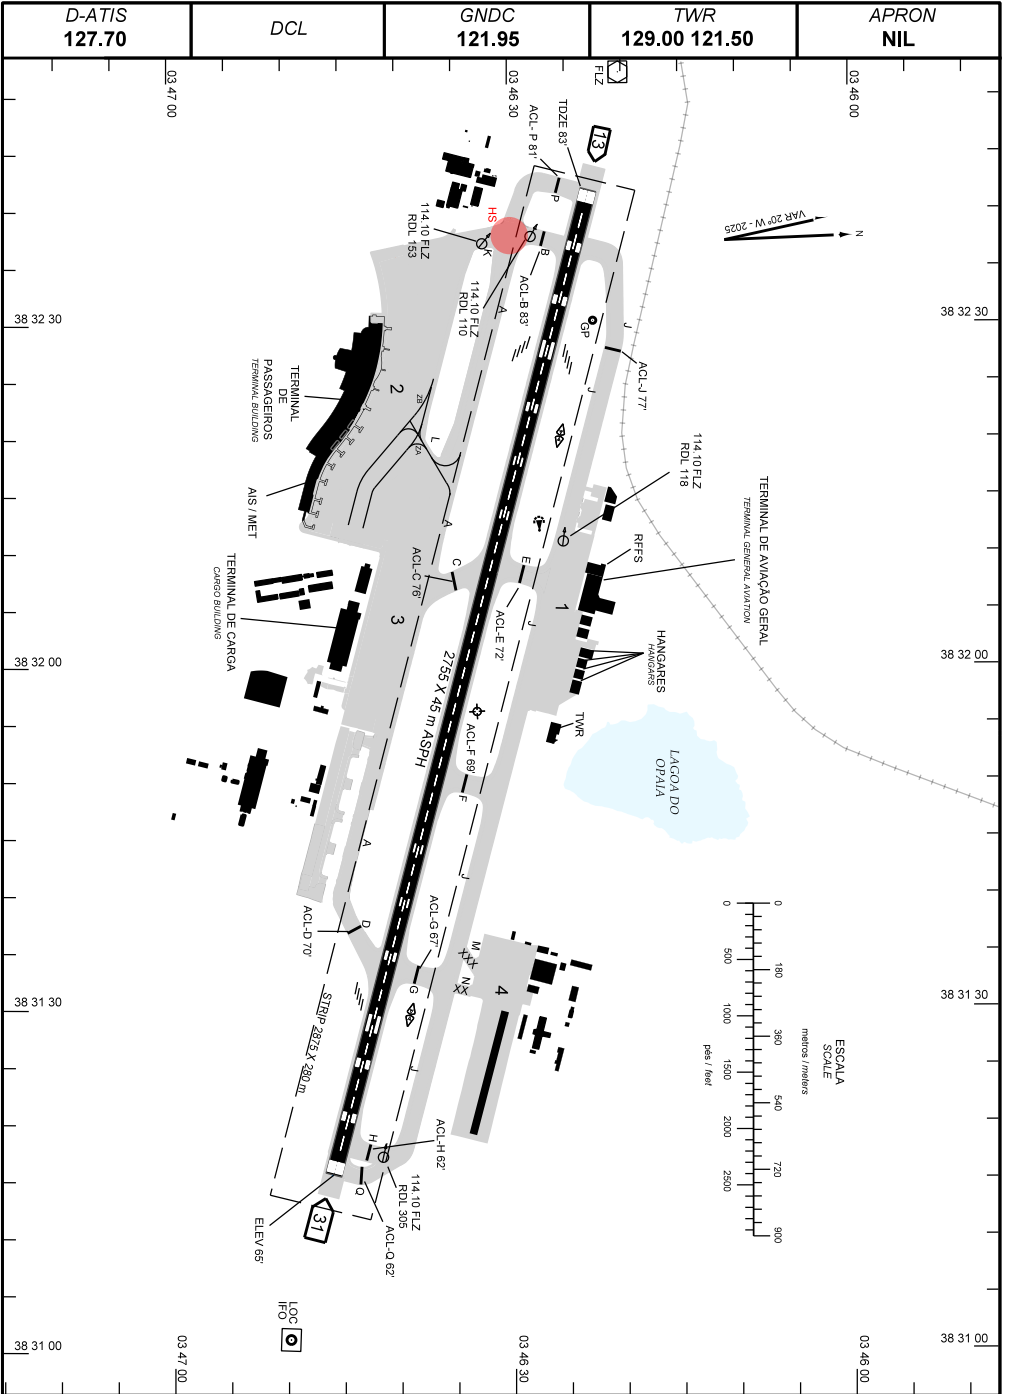 D-ATIS
127.70
DCL
GNDC
121.95
TWR
129.00 121.50
APRON
NIL
03 47 00
03 46 30
03 46 00
FLZ
13
TDZE 83'
ACL- P 81'
P
HS
B
K
114.10 FLZ
RDL 153
114.10 FLZ
RDL 110
ACL-B 83'
A
VAR 20° W - 2025
N
38 32 30
38 32 30
GP
J
ACL-J 77'
J
2
ZB
ZA
L
TERMINAL
DE
PASSAGEIROS
TERMINAL BUILDING
AIS / MET
A
114.10 FLZ
RDL 118
TERMINAL DE AVIAÇÃO GERAL
TERMINAL GENERAL AVIATION
RFFS
C
ACL-C 76'
E
ACL-E 72'
1
J
3
TERMINAL DE CARGA
CARGO BUILDING
HANGARES
HANGARS
38 32 00
38 32 00
2755 X 45 m ASPH
TWR
LAGOA DO
OPAIA
ACL-F 69'
F
A
J
D
ACL-D 70'
ACL-G 67'
G
M
XXX
N
XX
4
38 31 30
38 31 30
STRIP 2875 X 280 m
J
ESCALA
SCALE
metros / meters
0
180
360
540
720
900
0
500
1000
1500
2000
2500
pés / feet
H
ACL-H 62'
114.10 FLZ
RDL 305
Q
ACL-Q 62'
31
ELEV 65'
LOC
IFO
38 31 00
38 31 00
03 47 00
03 46 30
03 46 00